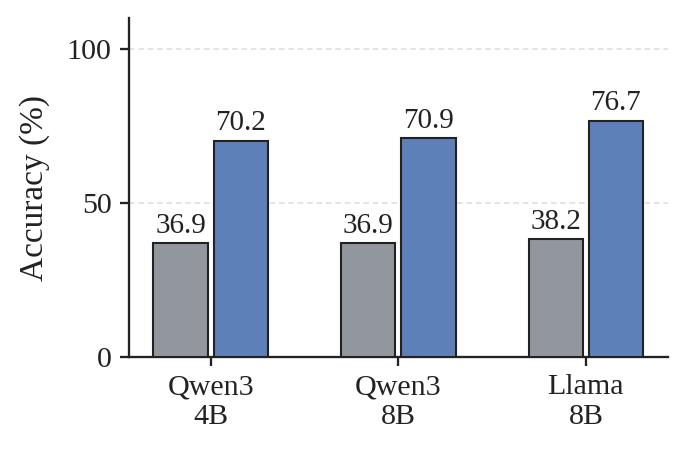 Accuracy (%)
100
50
0
36.9
70.2
36.9
70.9
38.2
76.7
Qwen3
4B
Qwen3
8B
Llama
8B